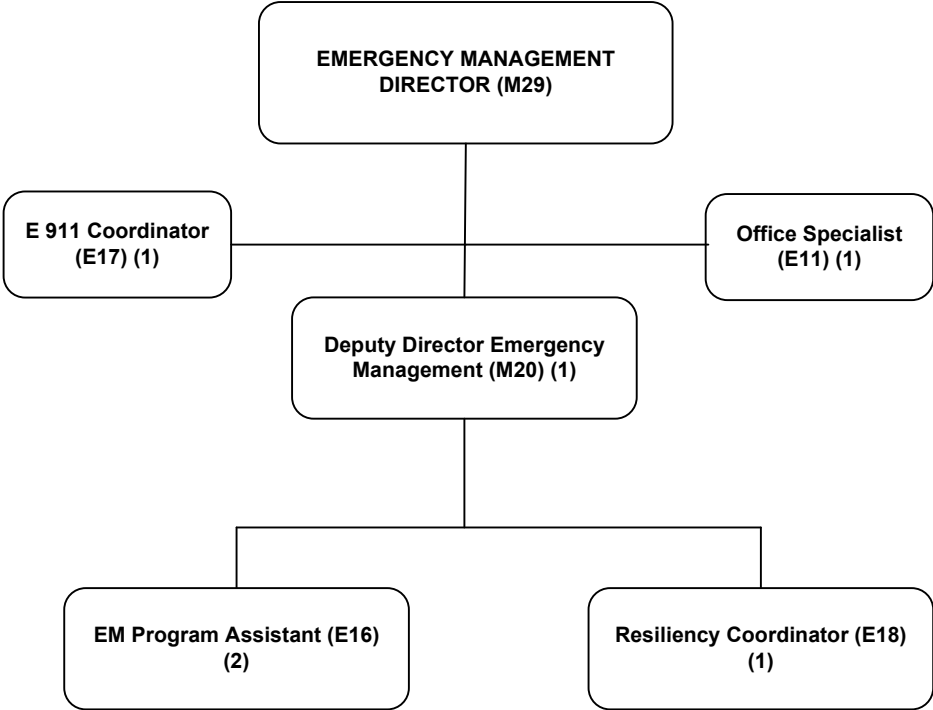 EMERGENCY MANAGEMENT
DIRECTOR (M29)
E 911 Coordinator
(E17) (1)
Office Specialist
(E11) (1)
Deputy Director Emergency
Management (M20) (1)
EM Program Assistant (E16)
(2)
Resiliency Coordinator (E18)
(1)